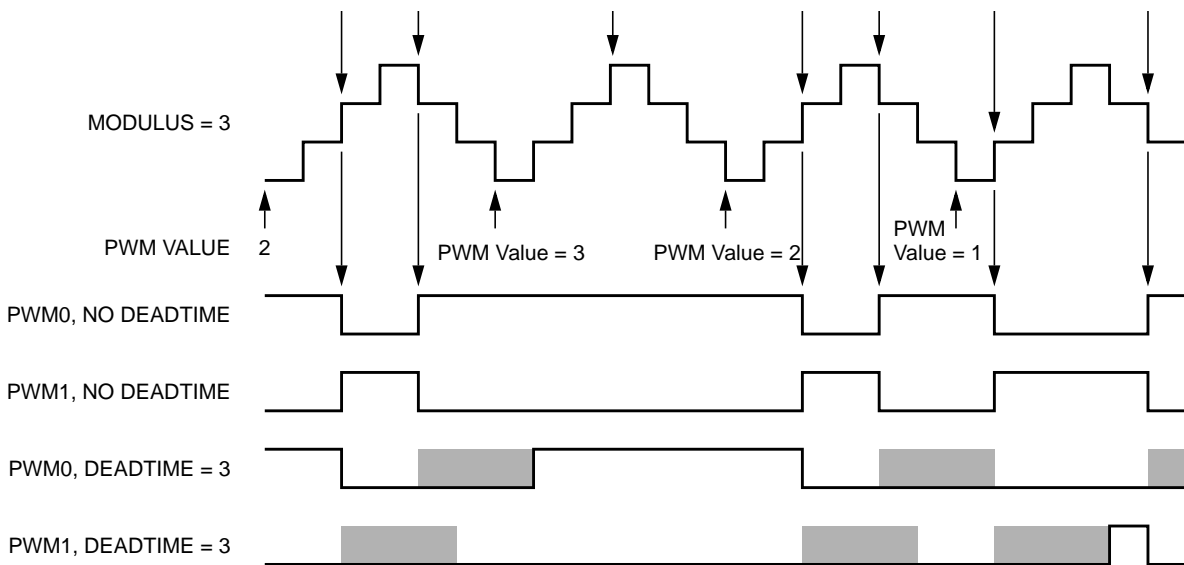 MODULUS = 3
PWM VALUE 2
PWM Value = 3
PWM Value = 2
PWM
Value = 1
PWM0, NO DEADTIME
PWM1, NO DEADTIME
PWM0, DEADTIME = 3
PWM1, DEADTIME = 3